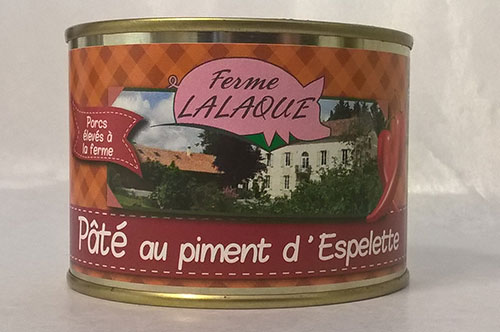 Ferme
LALAQUE
Porcs
élevés à
la ferme
Pâté au piment d'Espelette